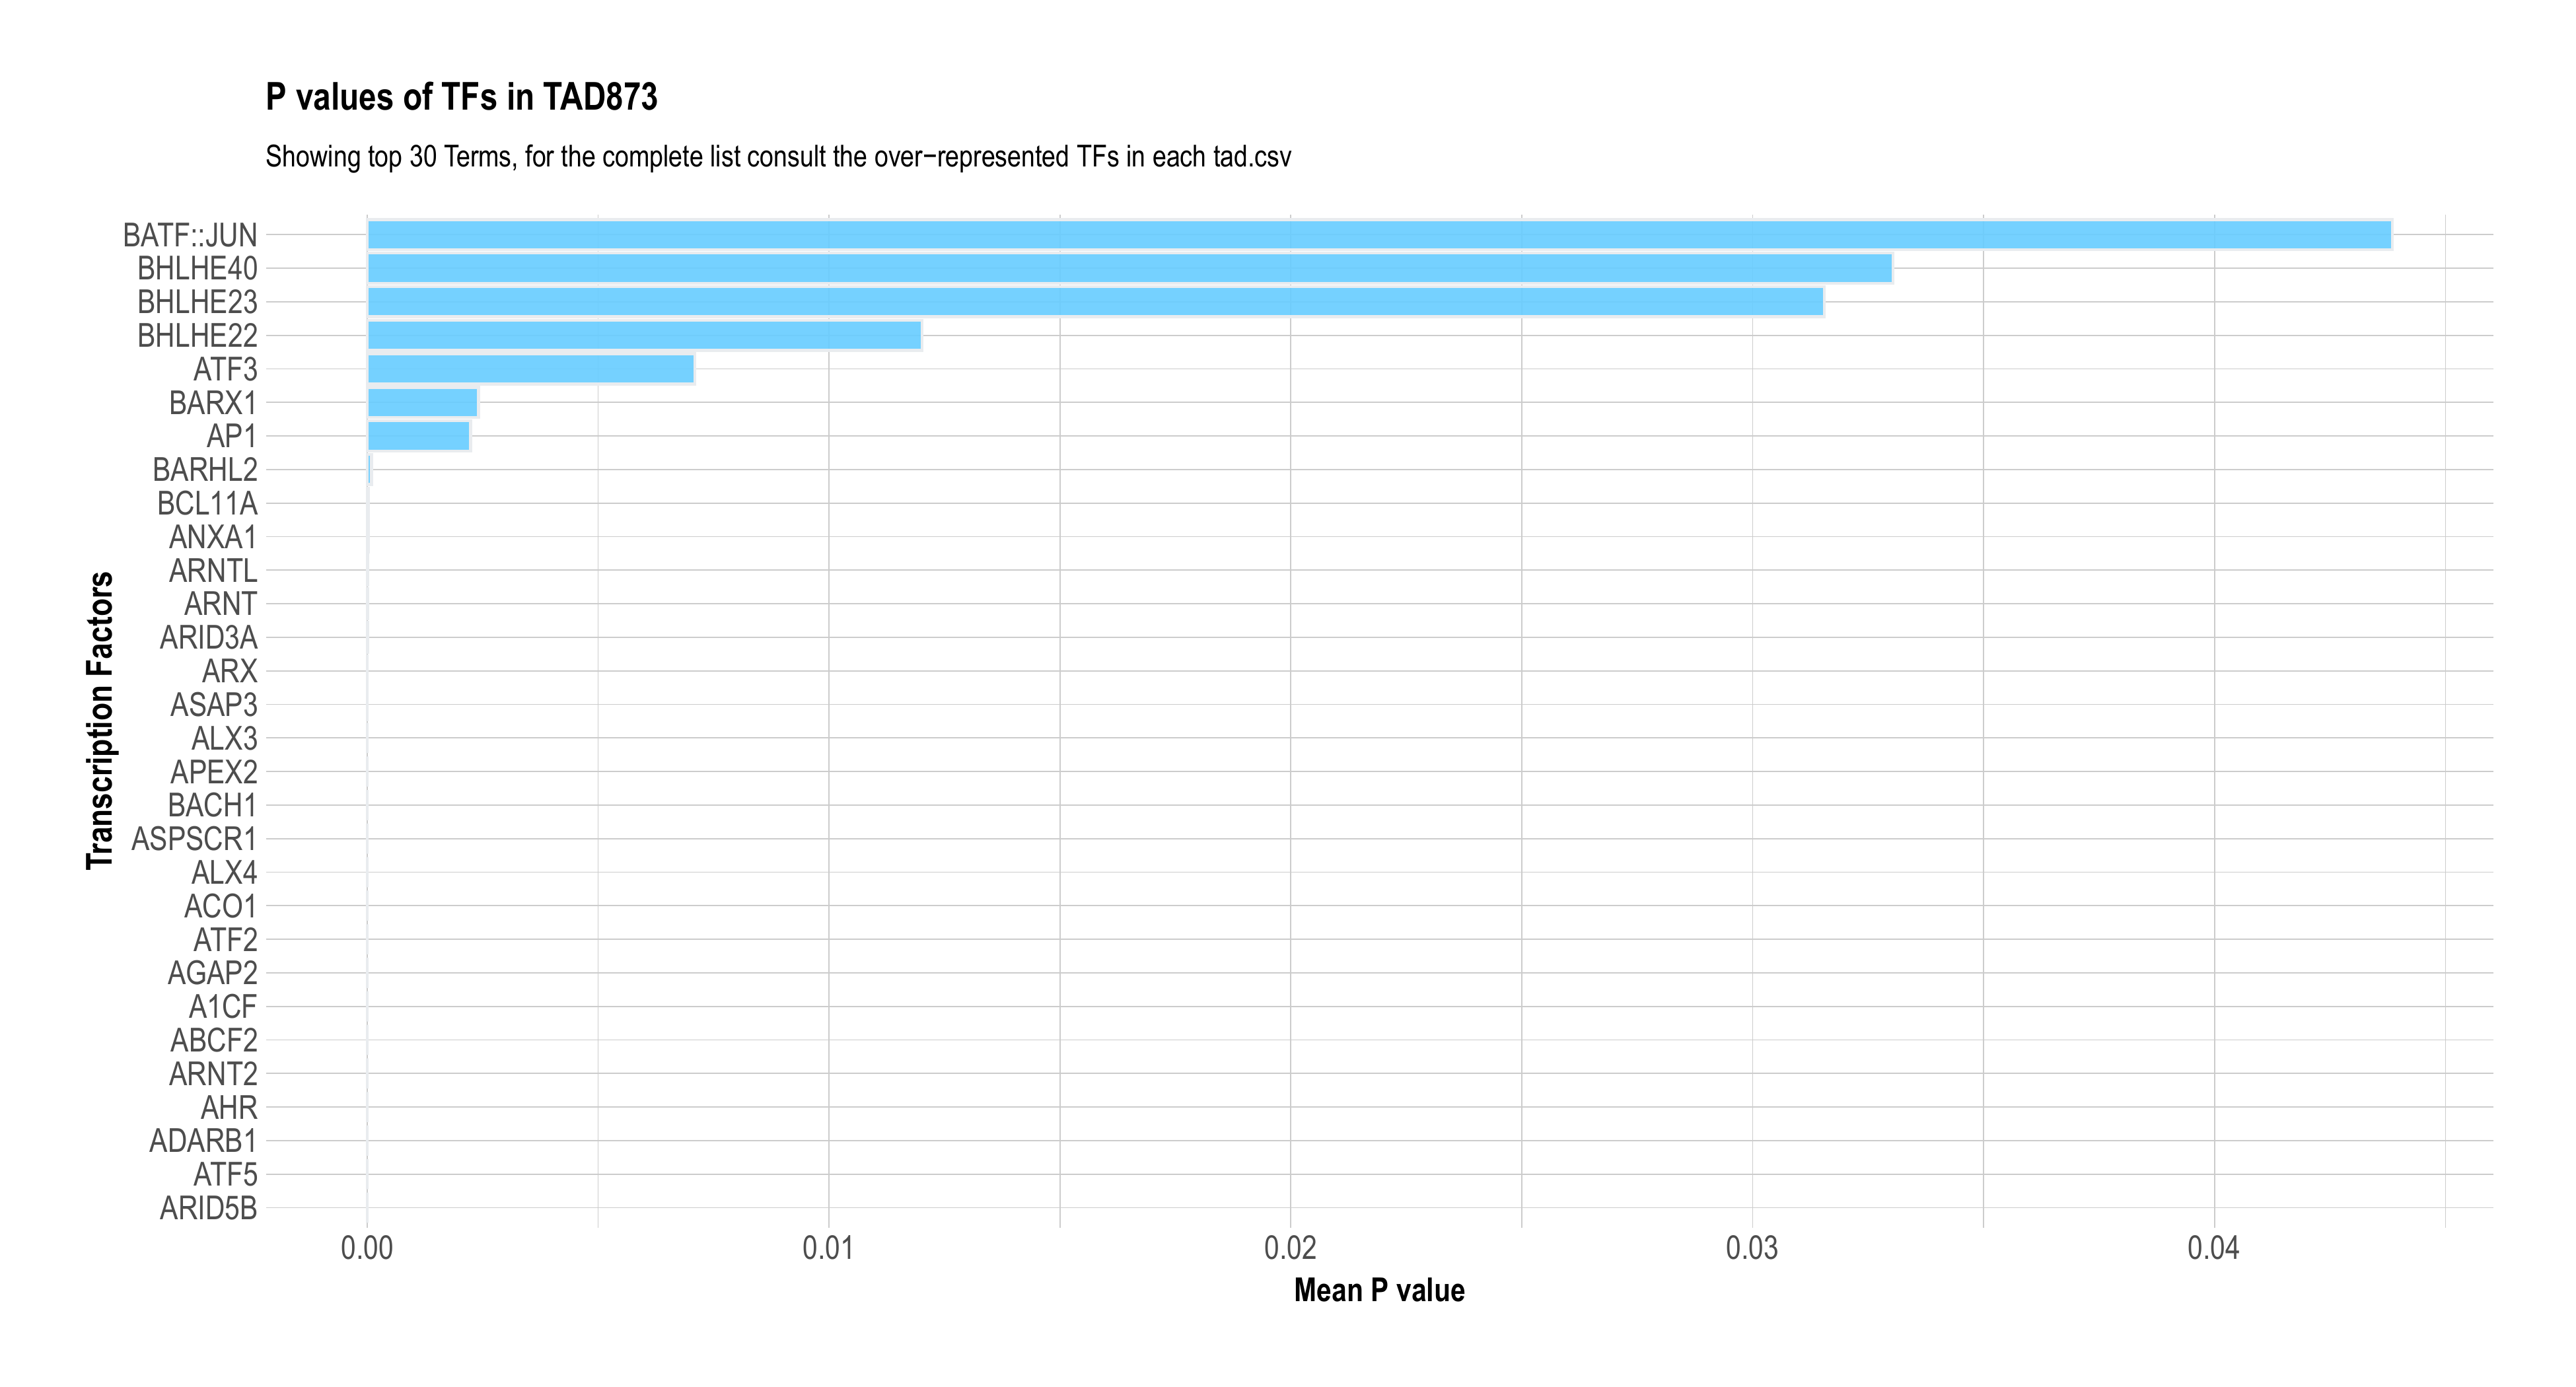 P values of TFs in TAD873
Showing top 30 Terms, for the complete list consult the over−represented TFs in each tad.csv
Transcription Factors
BATF::JUN
BHLHE40
BHLHE23
BHLHE22
ATF3
BARX1
AP1
BARHL2
BCL11A
ANXA1
ARNTL
ARNT
ARID3A
ARX
ASAP3
ALX3
APEX2
BACH1
ASPSCR1
ALX4
ACO1
ATF2
AGAP2
A1CF
ABCF2
ARNT2
AHR
ADARB1
ATF5
ARID5B
0.00 0.01 0.02 0.03 0.04
Mean P value